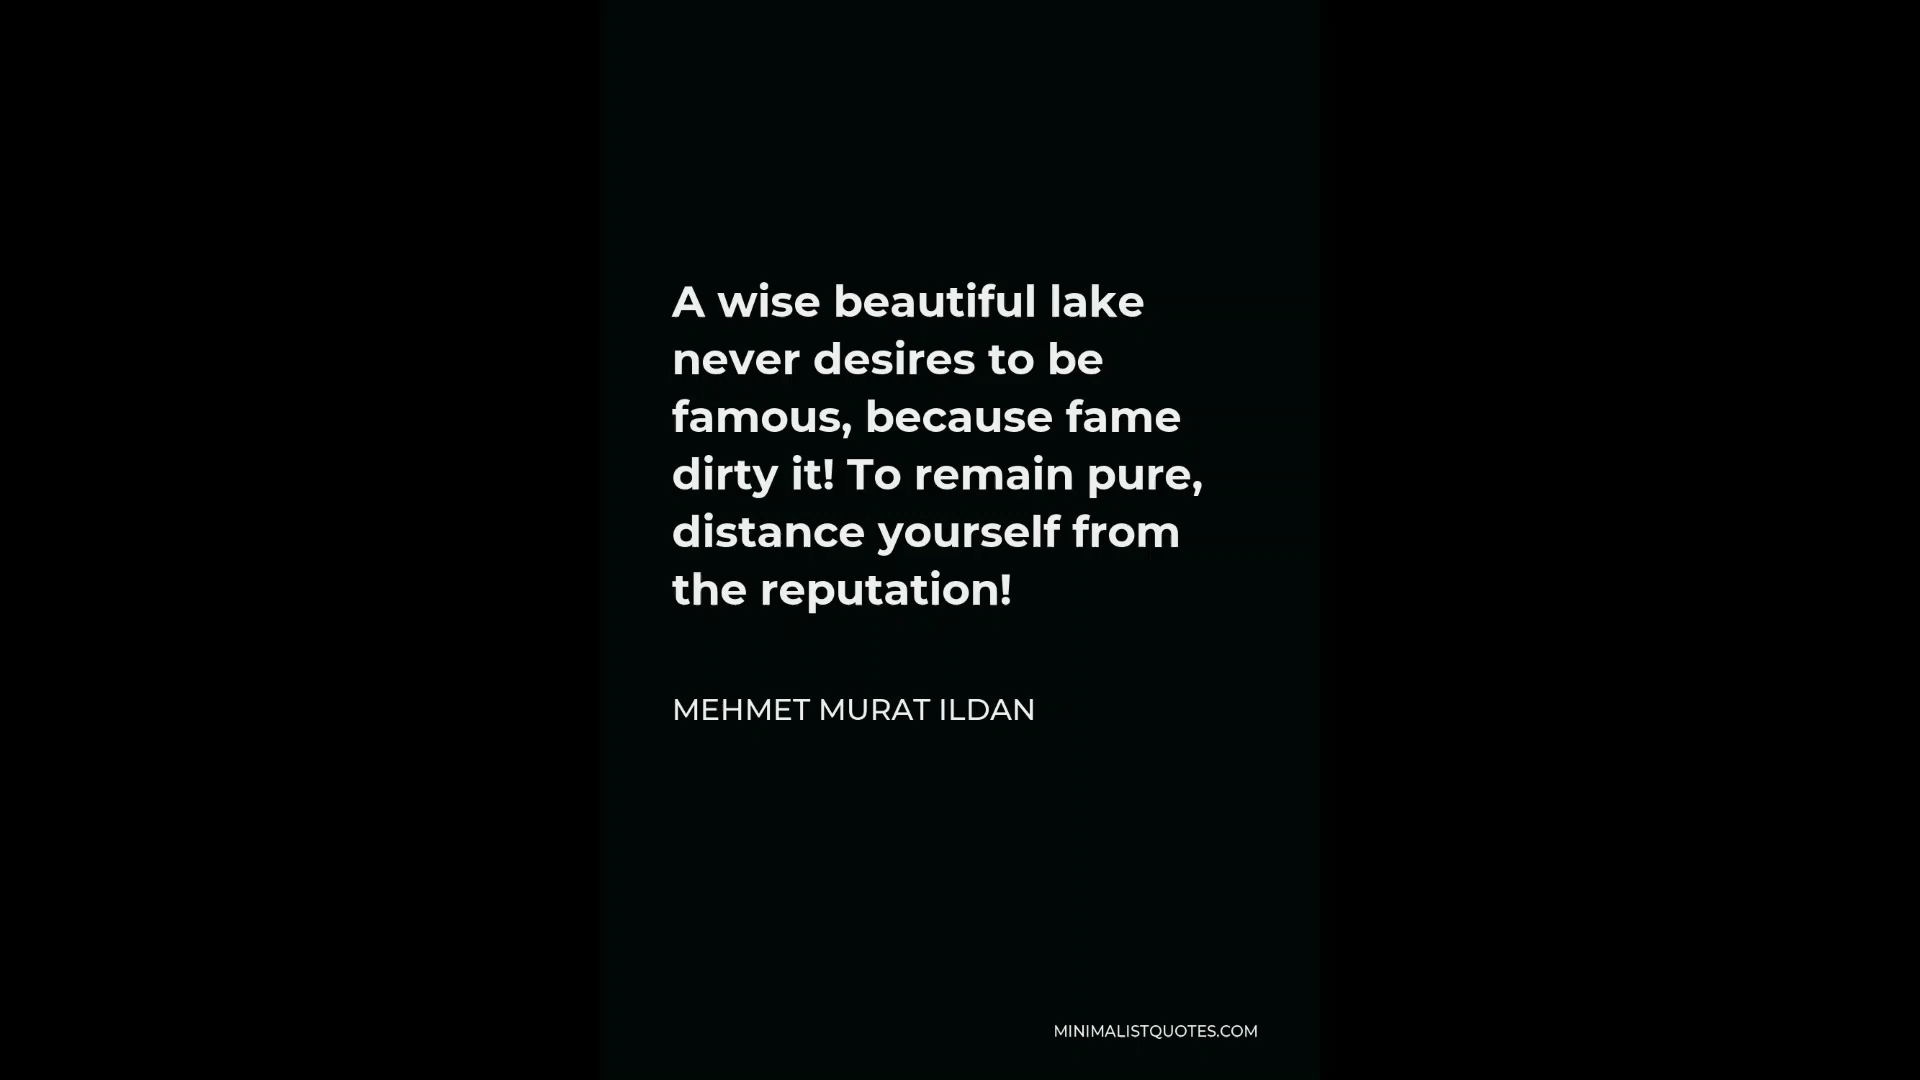 A wise beautiful lake
never desires to be
famous, because fame
dirty it! To remain pure,
distance yourself from
the reputation!
MEHMET MURAT ILDAN
MINIMALISTQUOTES.COM